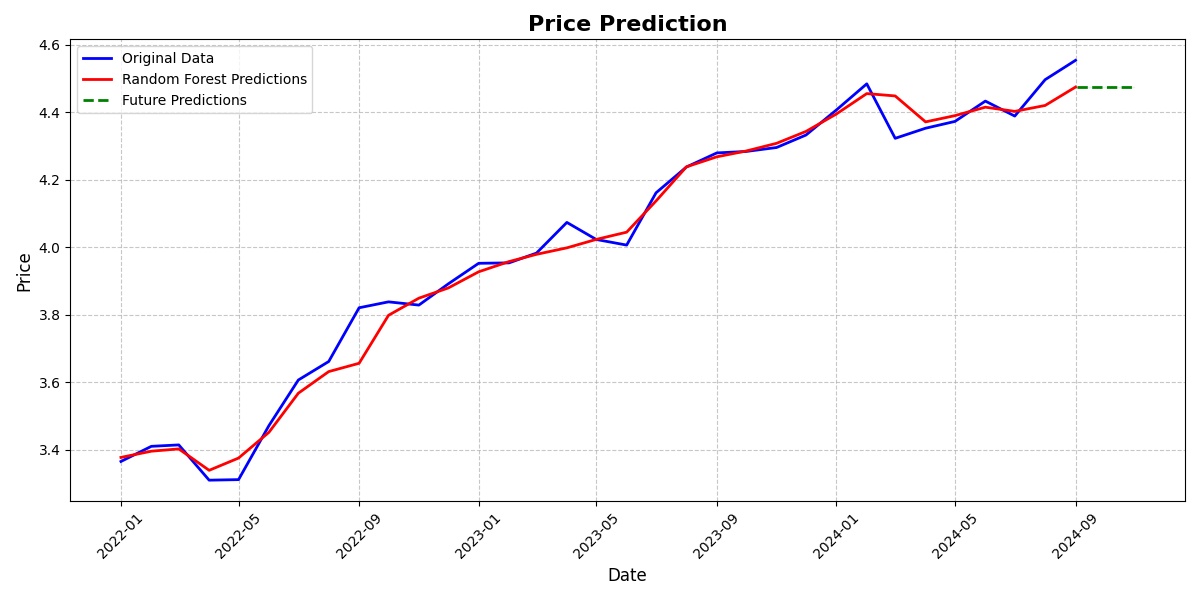 Price Prediction
Original Data
Random Forest Predictions
Future Predictions
Price
4.6
4.4
4.2
4.0
3.8
3.6
3.4
2022-01
2022-05
2022-09
2023-01
2023-05
2023-09
2024-01
2024-05
2024-09
Date